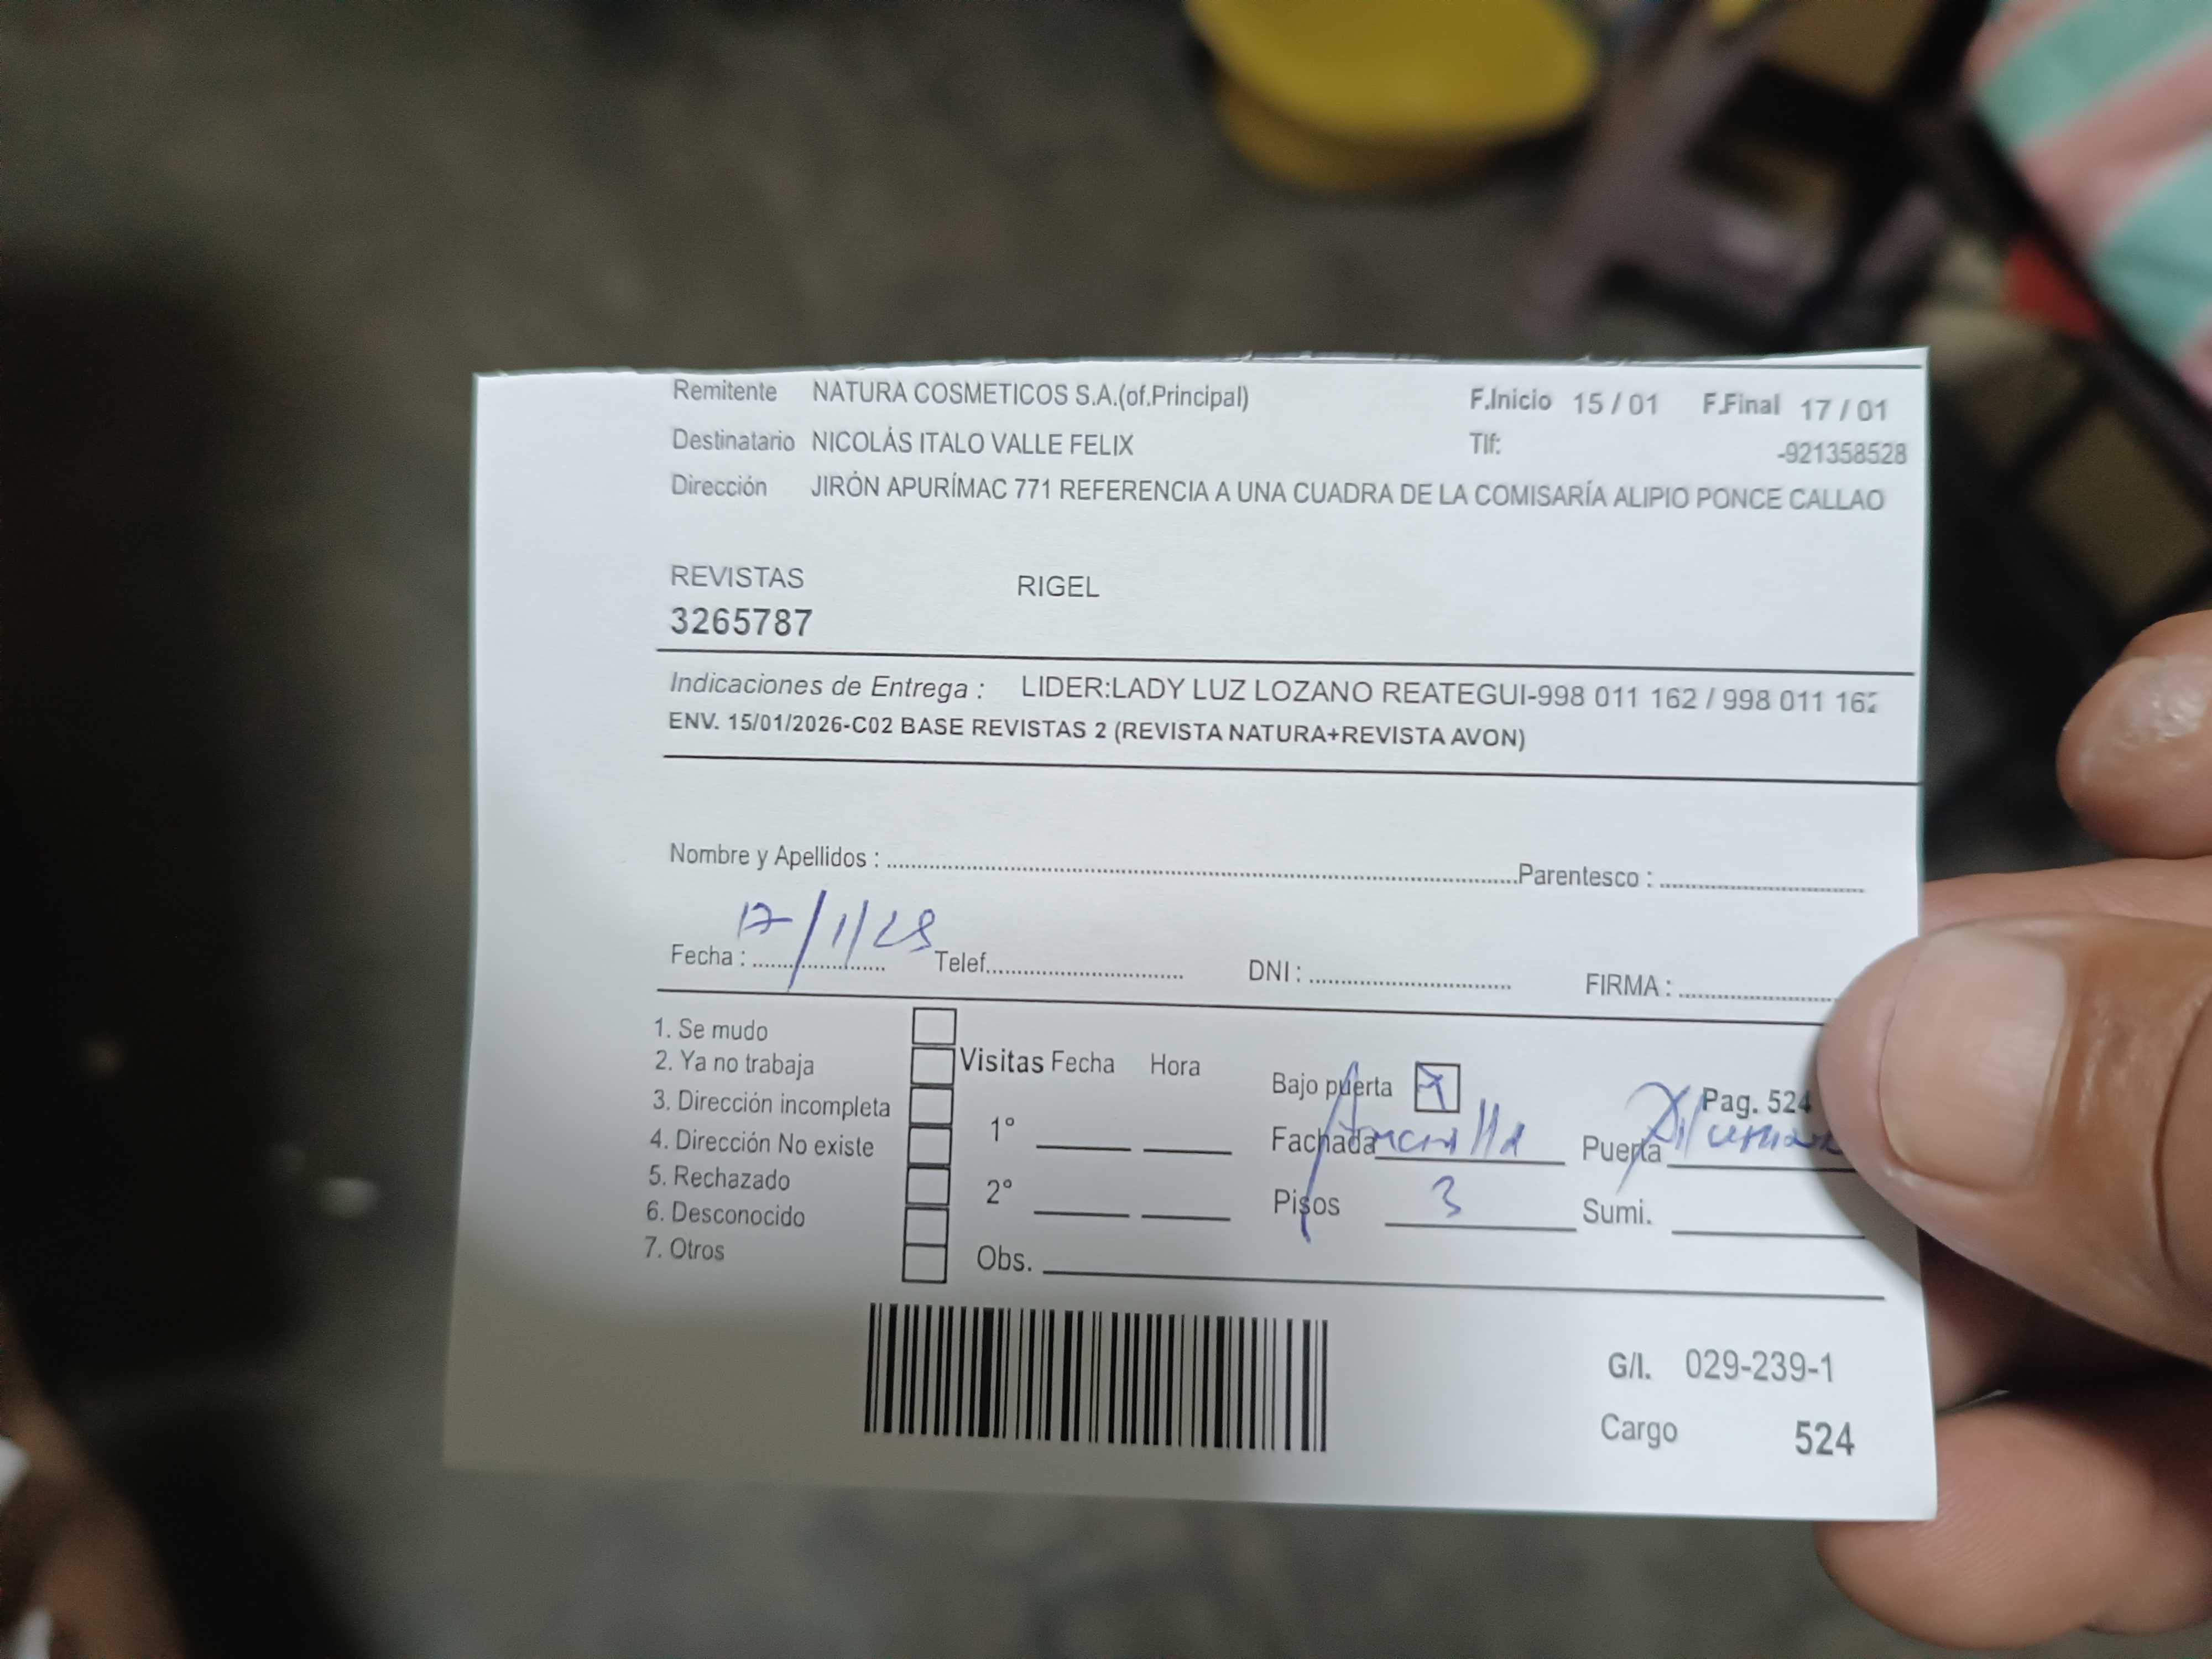 Remitente NATURA COSMETICOS S.A.(of.Principal) F.Inicio 15 / 01 F.Final 17 / 01
Destinatario NICOLÁS ITALO VALLE FELIX Tlf: -921358528
Dirección JIRÓN APURÍMAC 771 REFERENCIA A UNA CUADRA DE LA COMISARÍA ALIPIO PONCE CALLAO
REVISTAS RIGEL
3265787
Indicaciones de Entrega : LIDER:LADY LUZ LOZANO REATEGUI-998 011 162 / 998 011 162
ENV. 15/01/2026-C02 BASE REVISTAS 2 (REVISTA NATURA+REVISTA AVON)
Nombre y Apellidos : Parentesco :
Fecha : 17/1/ Telef. DNI : FIRMA :
1. Se mudo
2. Ya no trabaja Visitas Fecha Hora Bajo puerta
3. Dirección incompleta Pag. 524
4. Dirección No existe 1° Fachada Amarilla Puerta
5. Rechazado 2° Pisos 3 Sumi.
6. Desconocido
7. Otros Obs.
G/I. 029-239-1
Cargo 524